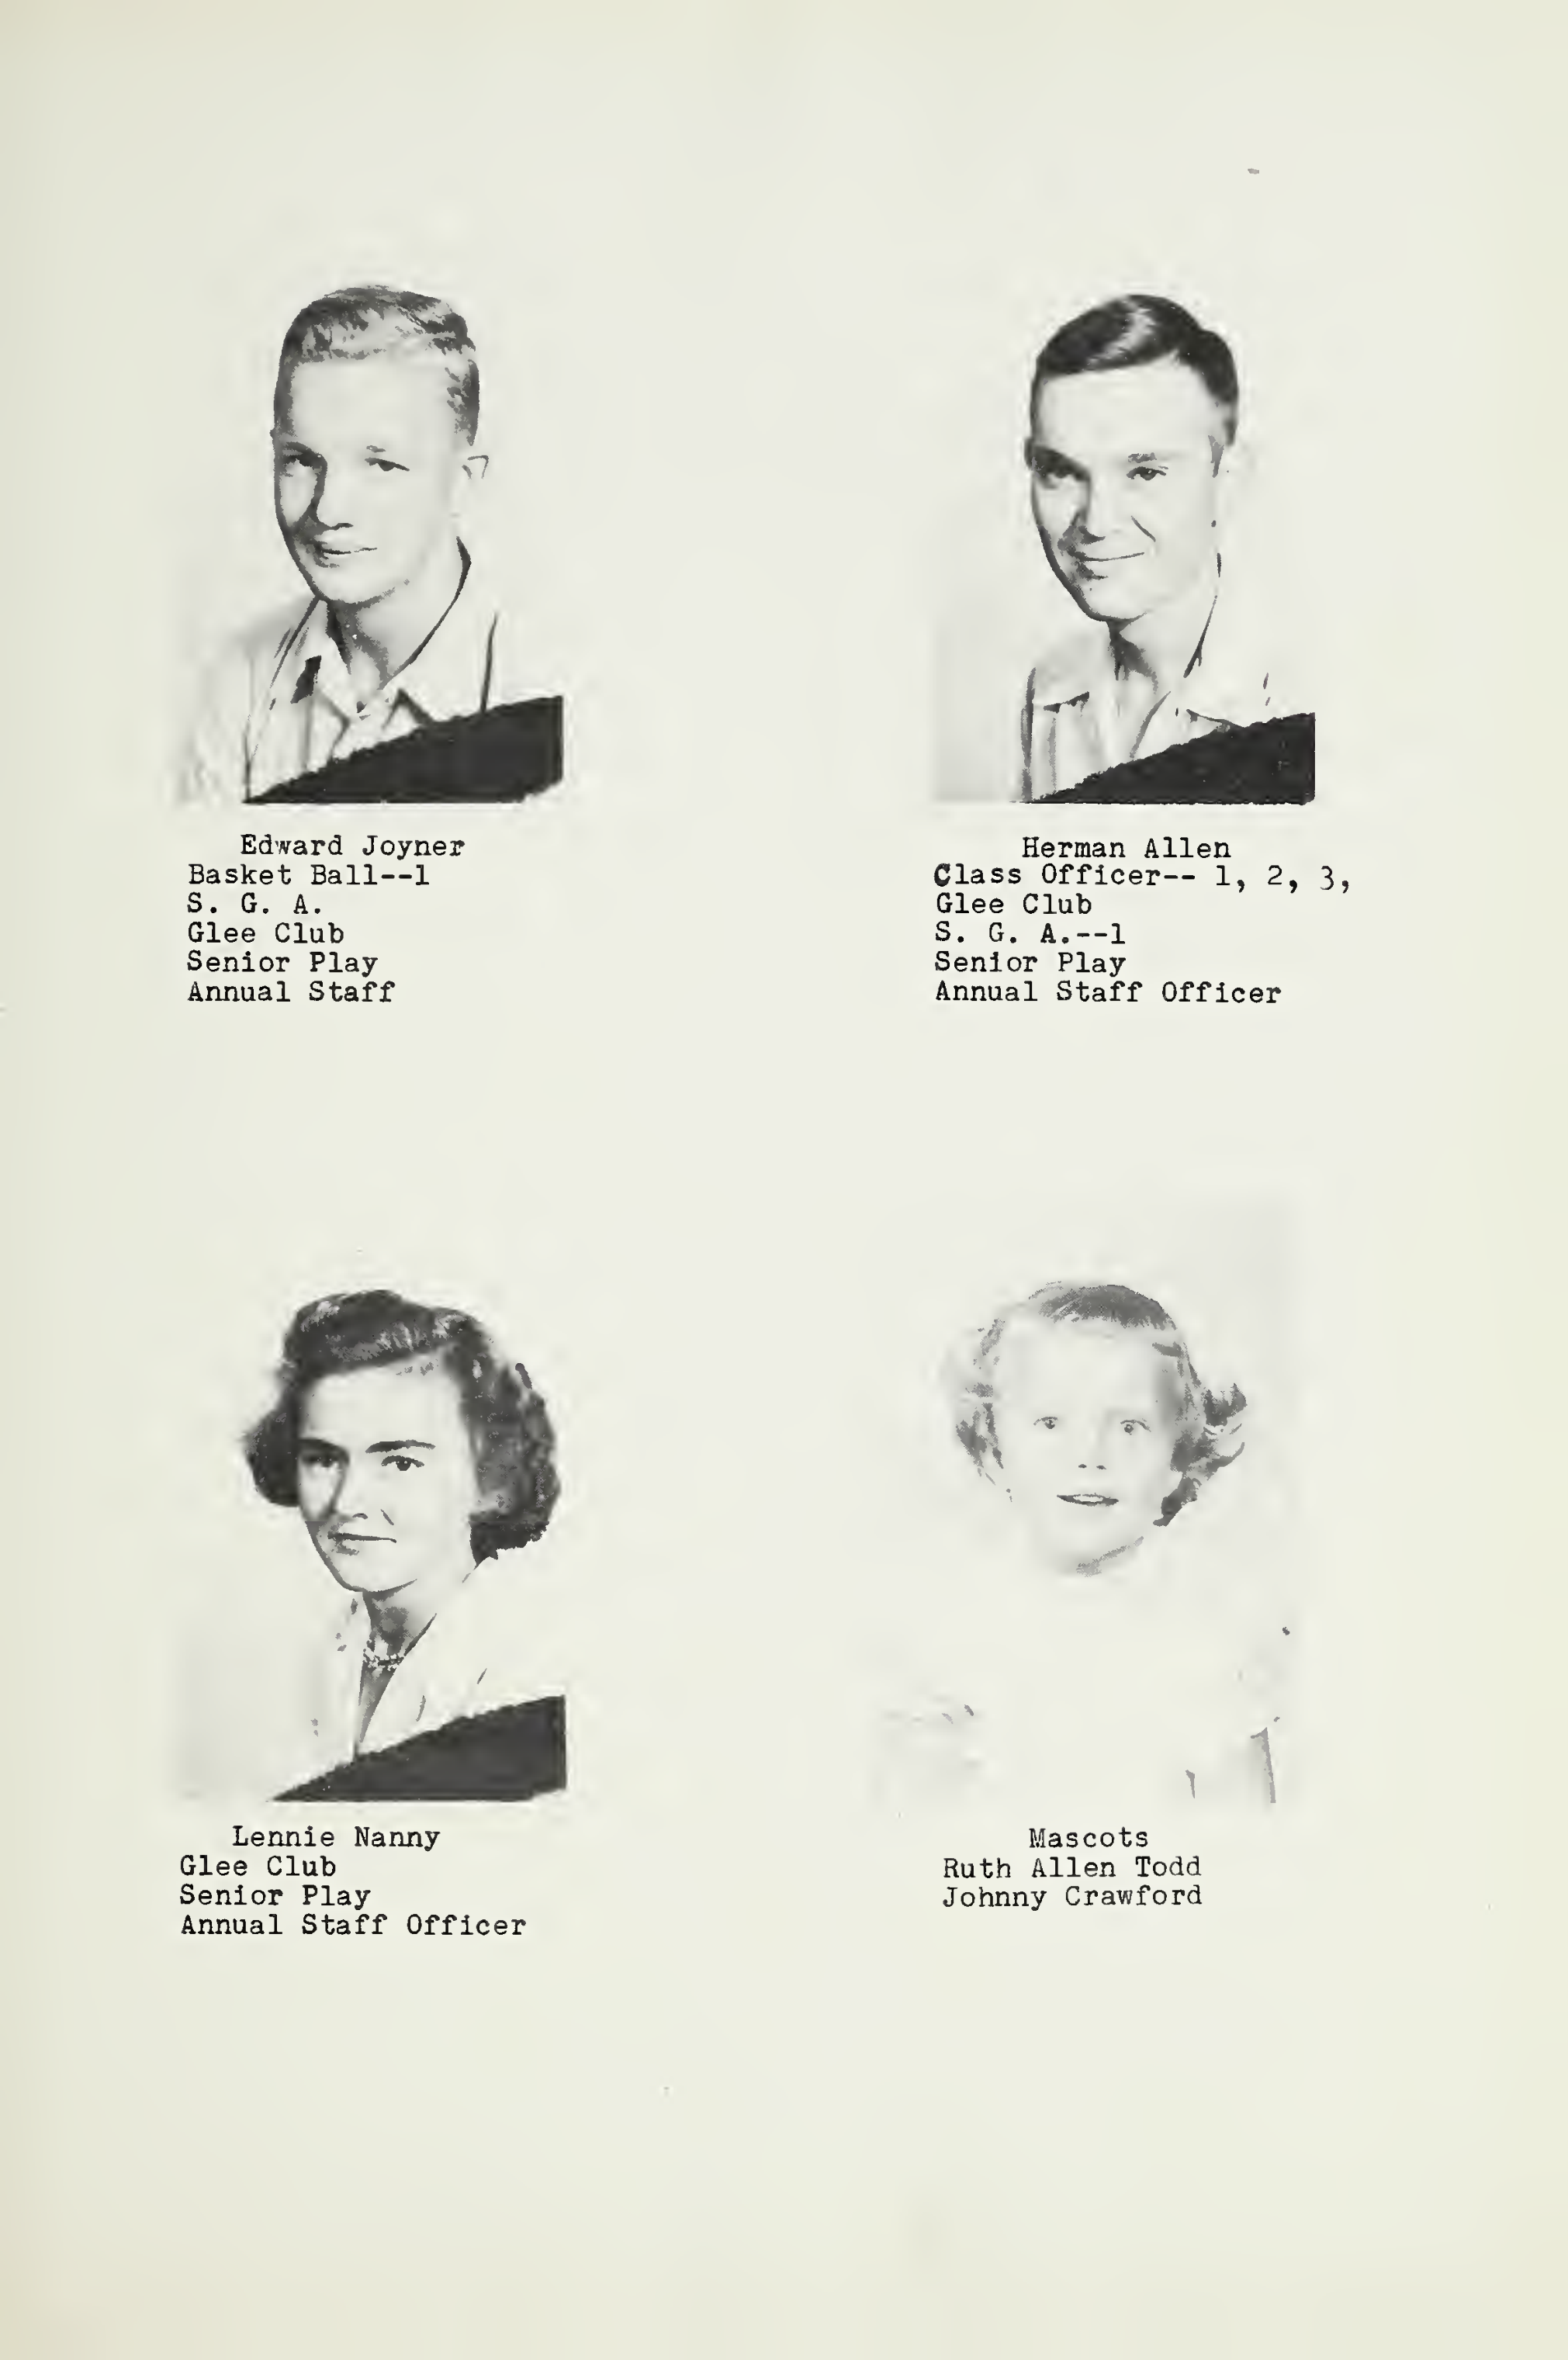 Edward Joyner
Basket Ball--1
S. G. A.
Glee Club
Senior Play
Annual Staff
Herman Allen
Class Officer-- 1, 2, 3,
Glee Club
S. G. A.--1
Senior Play
Annual Staff Officer
Lennie Nanny
Glee Club
Senior Play
Annual Staff Officer
Mascots
Ruth Allen Todd
Johnny Crawford